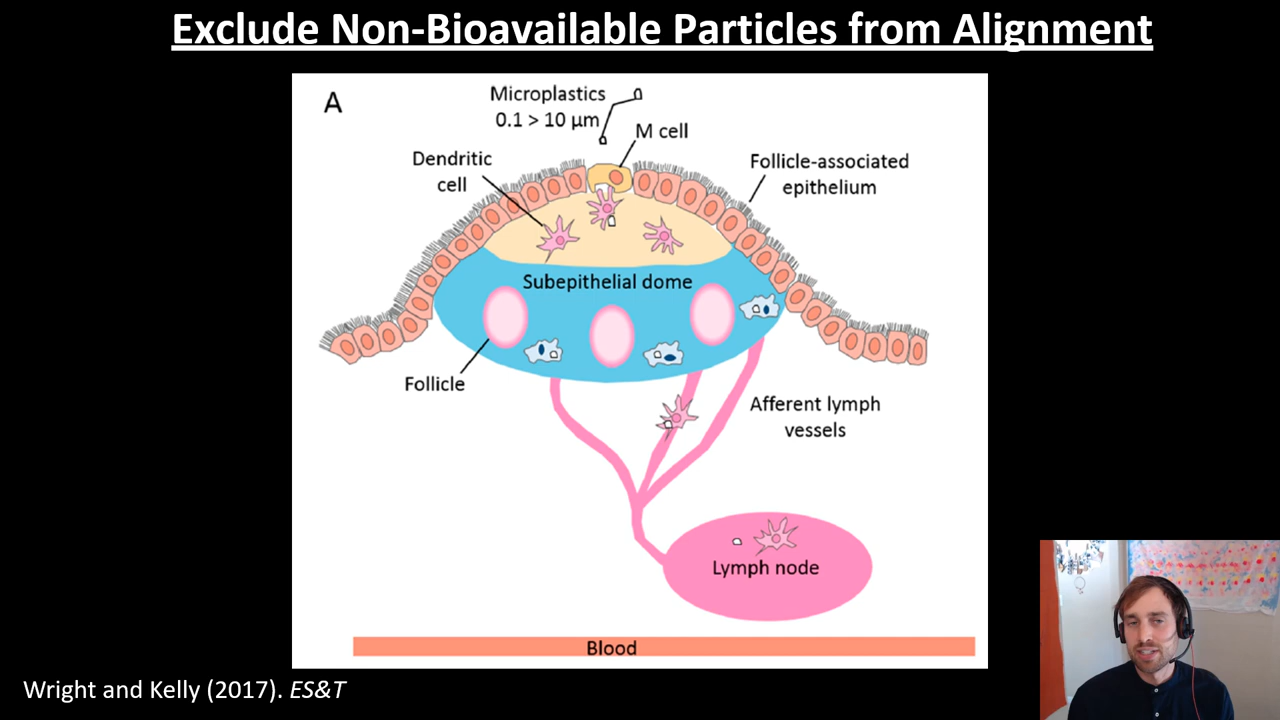 Exclude Non-Bioavailable Particles from Alignment
A
Microplastics
0.1 > 10 µm
M cell
Dendritic
cell
Follicle-associated
epithelium
Subepithelial dome
Follicle
Afferent lymph
vessels
Lymph node
Blood
Wright and Kelly (2017). ES&T